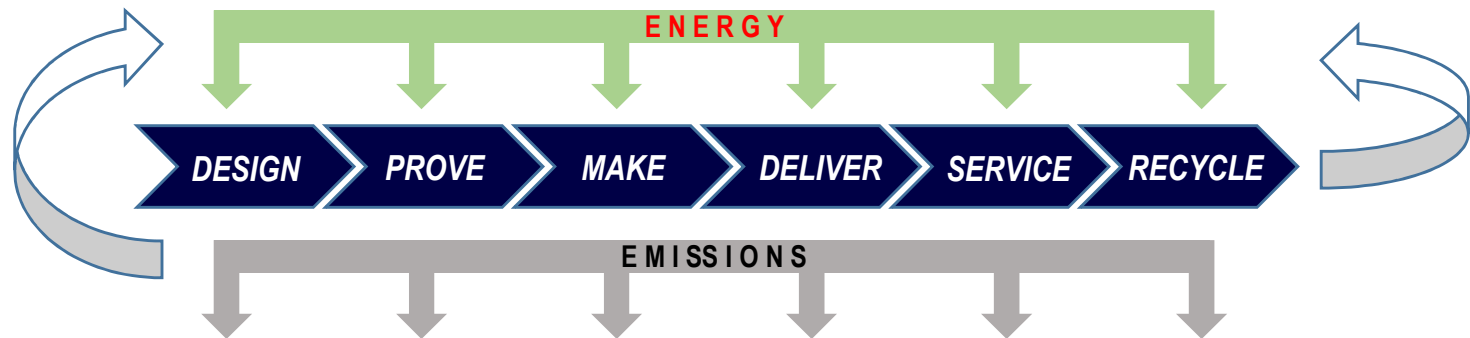 ENERGY
DESIGN PROVE MAKE DELIVER SERVICE RECYCLE
EMISSIONS